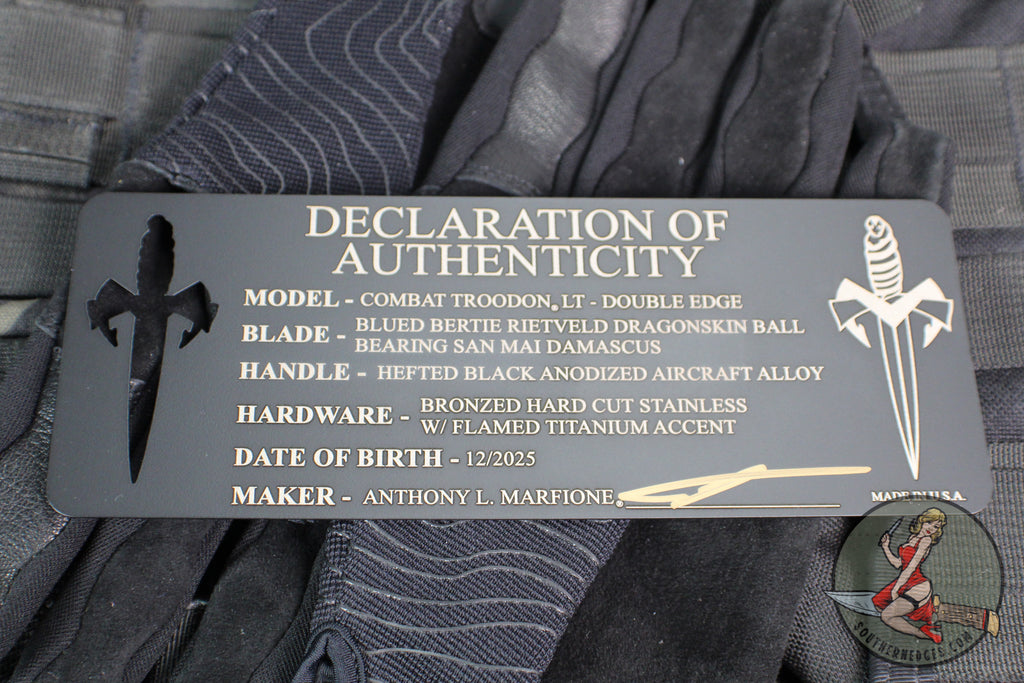 DECLARATION OF
AUTHENTICITY
MODEL - COMBAT TROODON® LT - DOUBLE EDGE
BLADE - BLUED BERTIE RIETVELD DRAGONSKIN BALL
BEARING SAN MAI DAMASCUS
HANDLE - HEFTED BLACK ANODIZED AIRCRAFT ALLOY
HARDWARE - BRONZED HARD CUT STAINLESS
W/ FLAMED TITANIUM ACCENT
DATE OF BIRTH - 12/2025
MAKER - ANTHONY L. MARFIONE®
MADE IN U.S.A.
SOUTHERNEDGES.COM